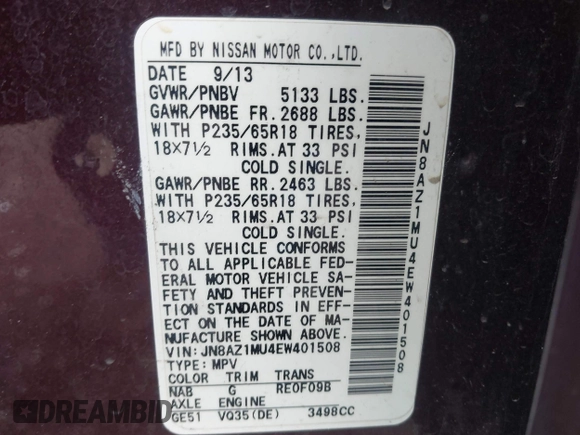 MFD BY NISSAN MOTOR CO.,LTD.
DATE 9/13
GVWR/PNBV 5133 LBS.
GAWR/PNBE FR. 2688 LBS.
WITH P235/65R18 TIRES,
18X7½ RIMS.AT 33 PSI
COLD SINGLE.
GAWR/PNBE RR. 2463 LBS.
WITH P235/65R18 TIRES,
18X7½ RIMS.AT 33 PSI
COLD SINGLE.
THIS VEHICLE CONFORMS
TO ALL APPLICABLE FED-
ERAL MOTOR VEHICLE SA-
FETY AND THEFT PREVEN-
TION STANDARDS IN EFF-
ECT ON THE DATE OF MA-
NUFACTURE SHOWN ABOVE.
VIN:JN8AZ1MU4EW401508
TYPE:MPV
COLOR TRIM TRANS
NAB G RE0F09B
AXLE ENGINE
GE51 VQ35(DE) 3498CC
JN8AZ1MU4EW401508
DREAMBID.COM